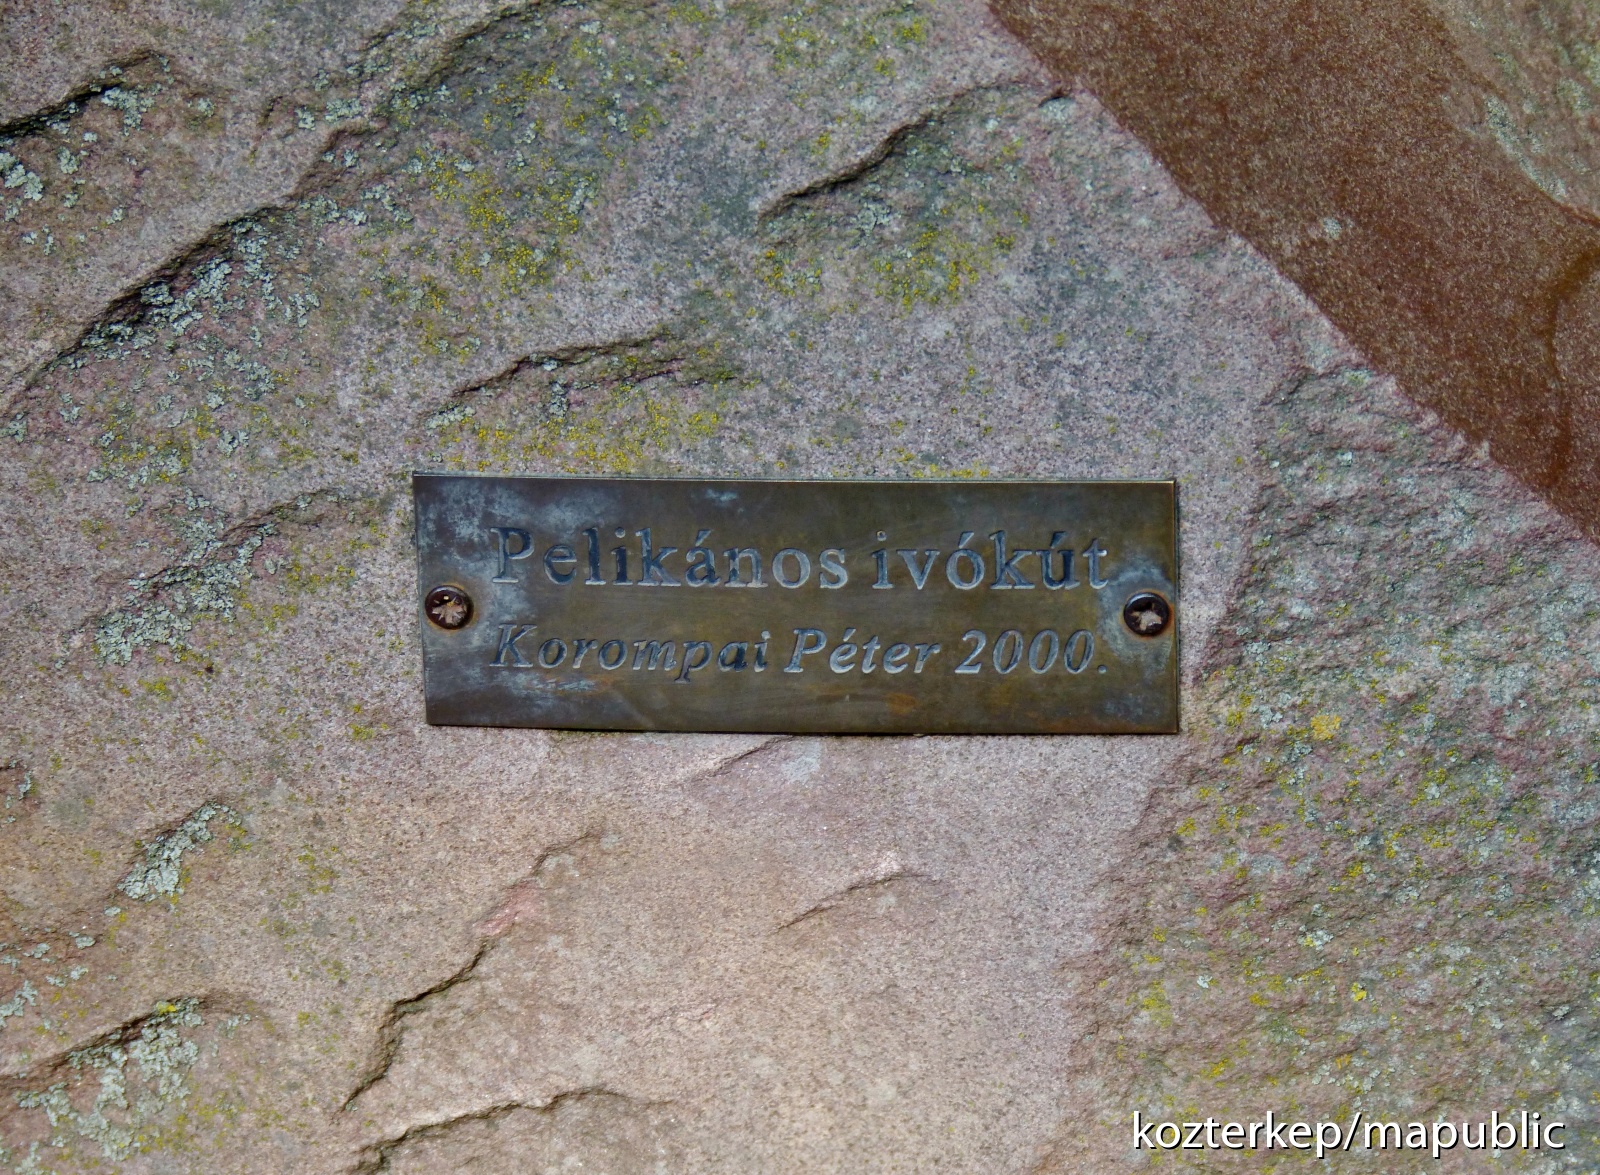 Pelikános ivókút
Korompai Péter 2000.
kozterkep/mapublic